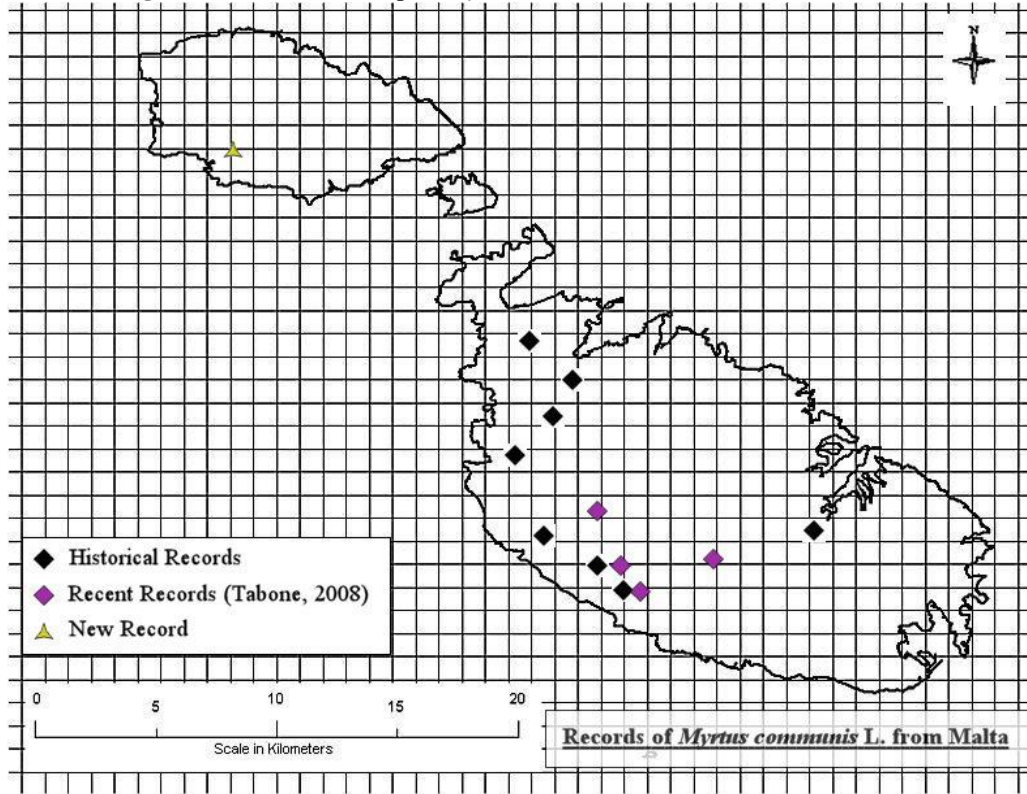 N
Historical Records
Recent Records (Tabone, 2008)
New Record
0 10 20
5 15
Scale in Kilometers
Records of Myrtus communis L. from Malta